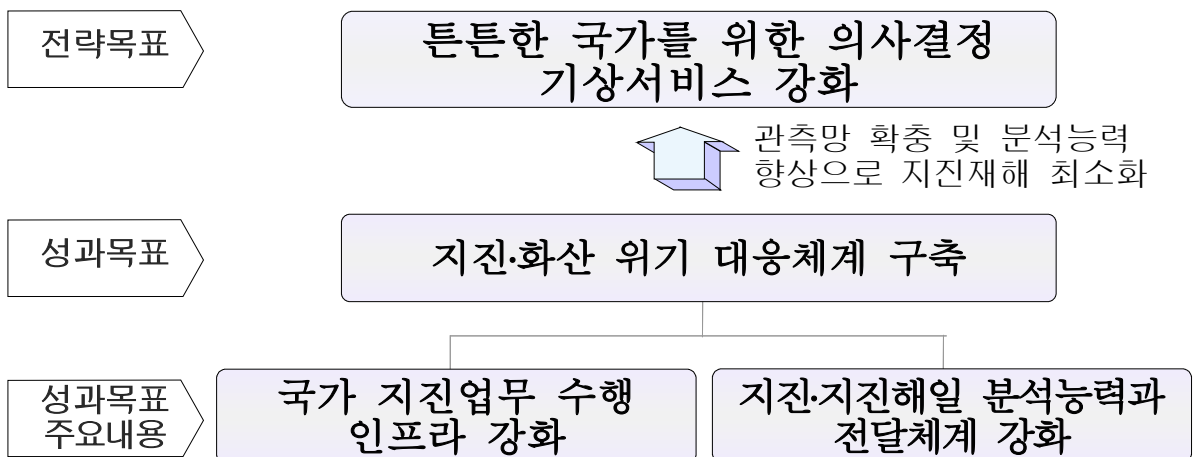 전략목표
튼튼한 국가를 위한 의사결정
기상서비스 강화
관측망 확충 및 분석능력
향상으로 지진재해 최소화
성과목표
지진·화산 위기 대응체계 구축
성과목표
주요내용
국가 지진업무 수행
인프라 강화
지진·지진해일 분석능력과
전달체계 강화